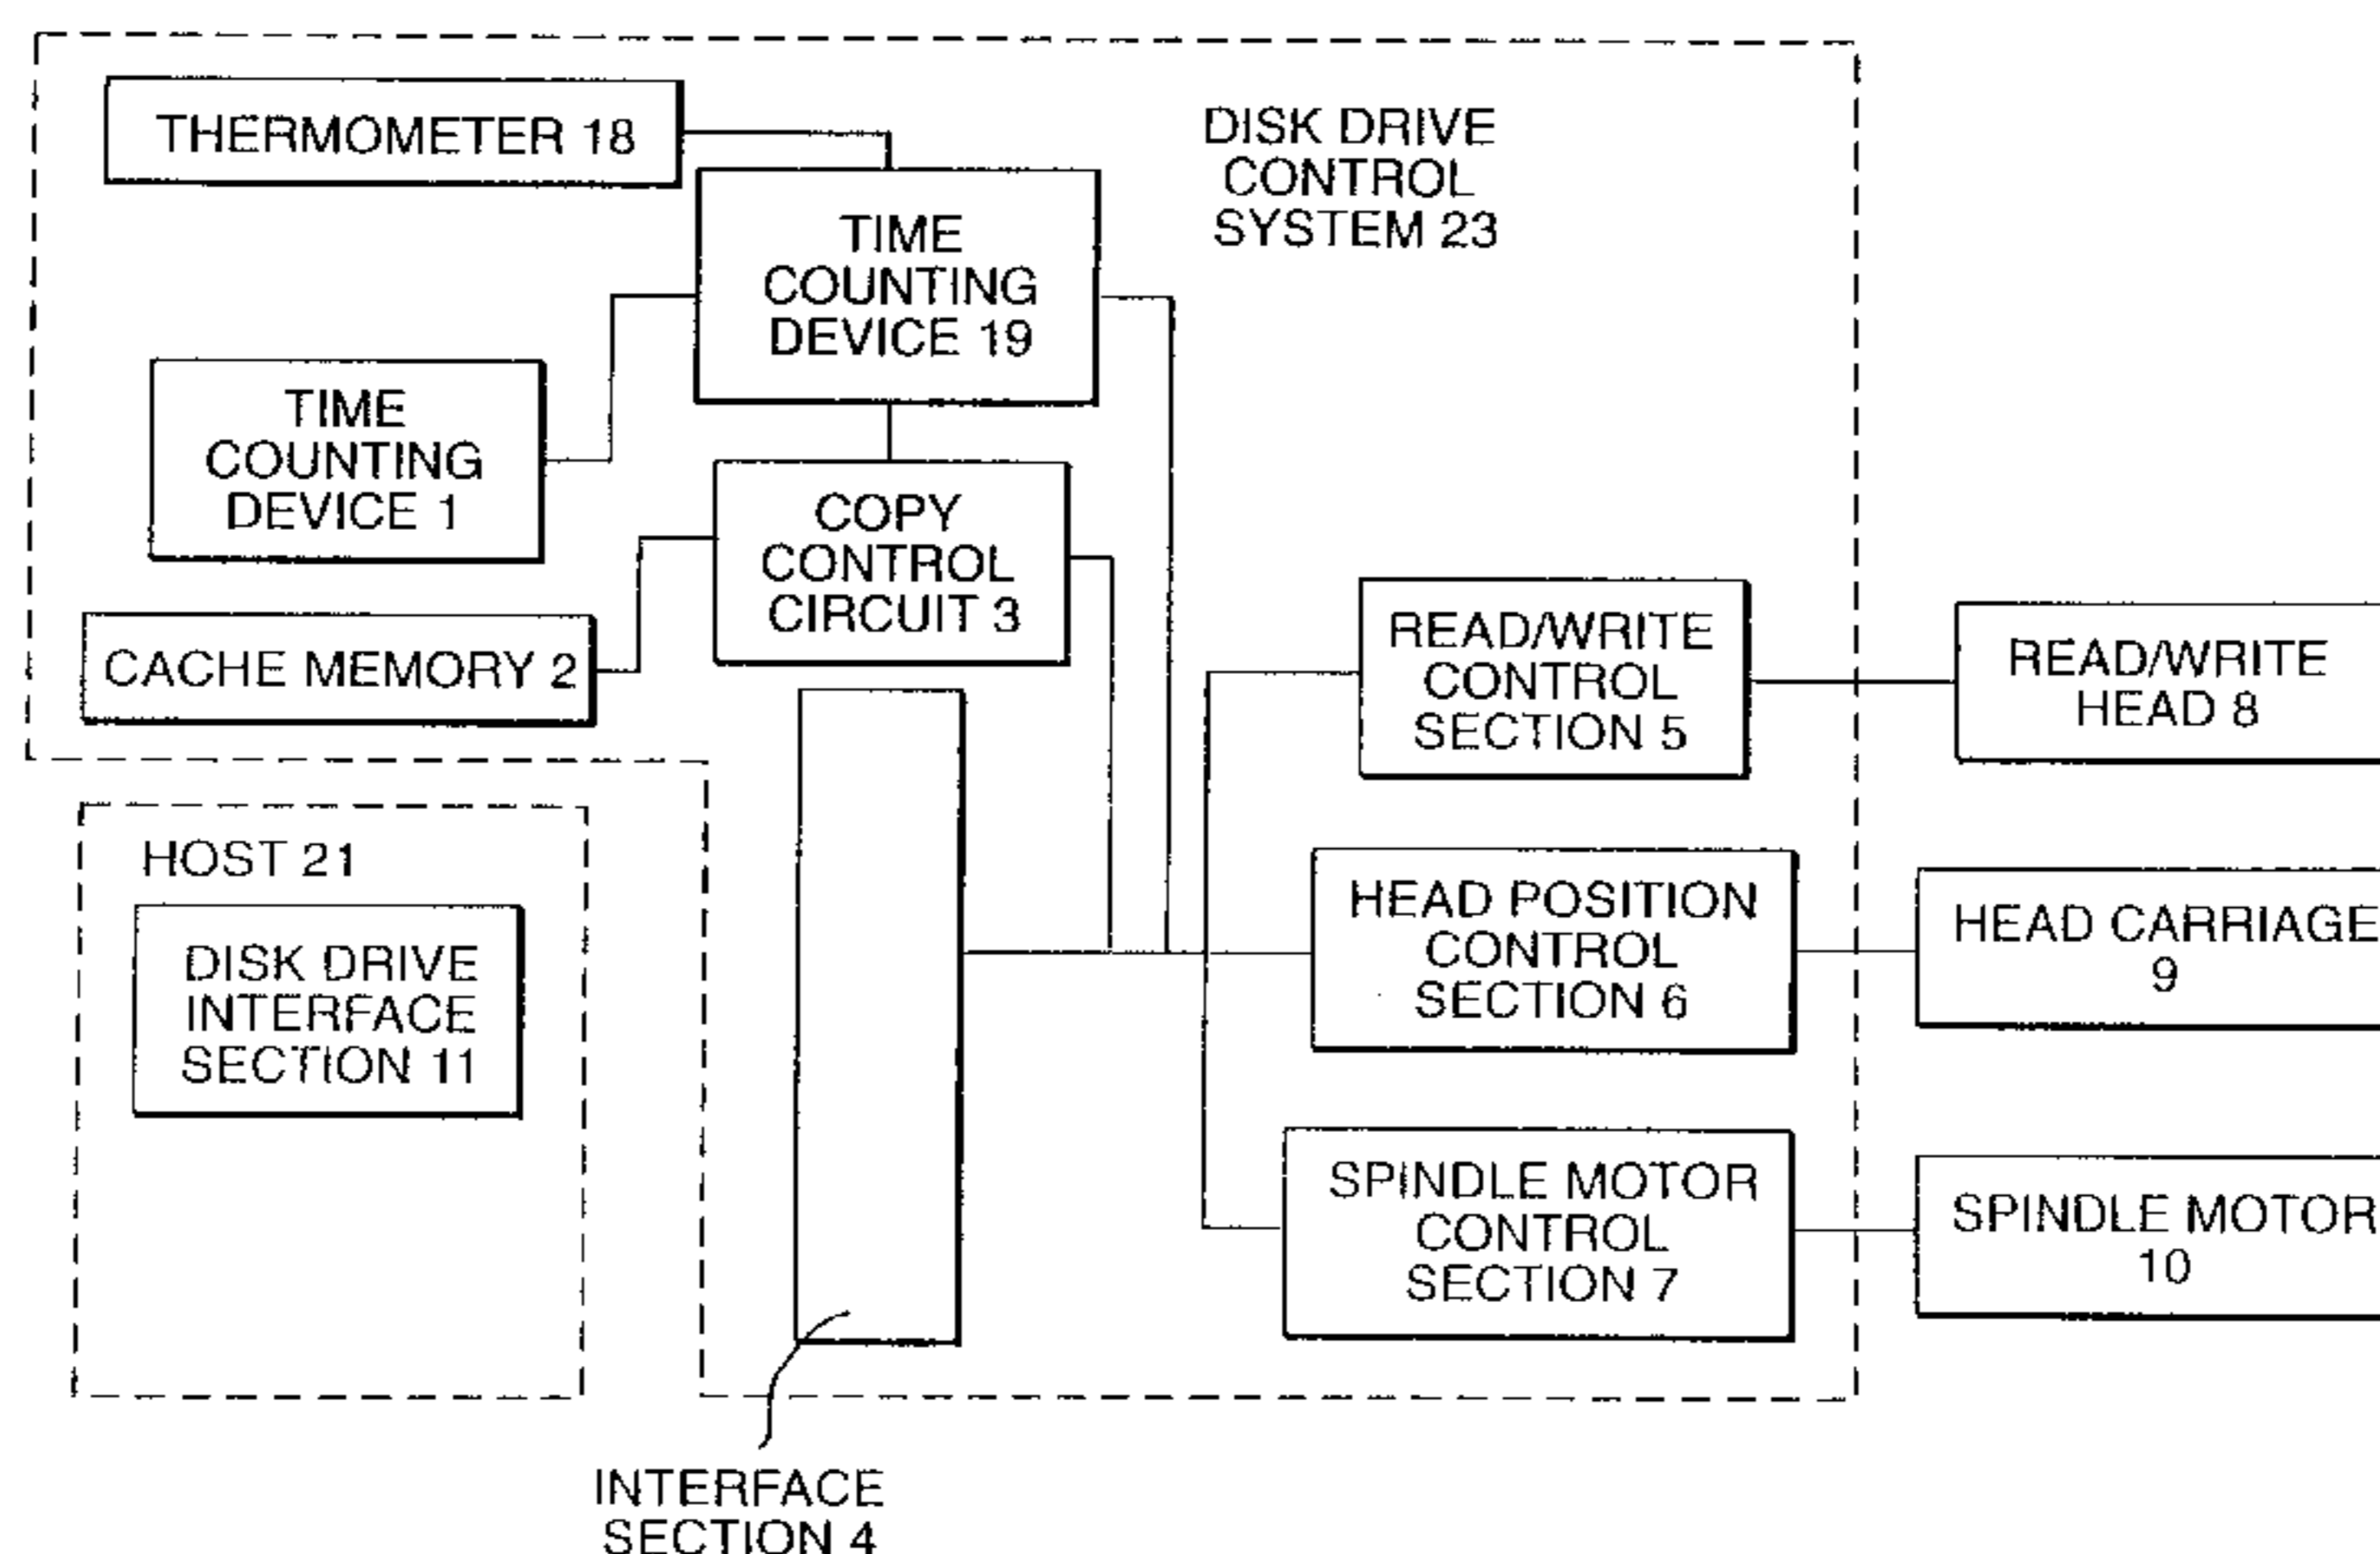 THERMOMETER 18
DISK DRIVE
CONTROL
SYSTEM 23
TIME
COUNTING
DEVICE 19
TIME
COUNTING
DEVICE 1
COPY
CONTROL
CIRCUIT 3
CACHE MEMORY 2
READ/WRITE
CONTROL
SECTION 5
READ/WRITE
HEAD 8
HOST 21
DISK DRIVE
INTERFACE
SECTION 11
HEAD POSITION
CONTROL
SECTION 6
HEAD CARRIAGE
9
SPINDLE MOTOR
CONTROL
SECTION 7
SPINDLE MOTOR
10
INTERFACE
SECTION 4